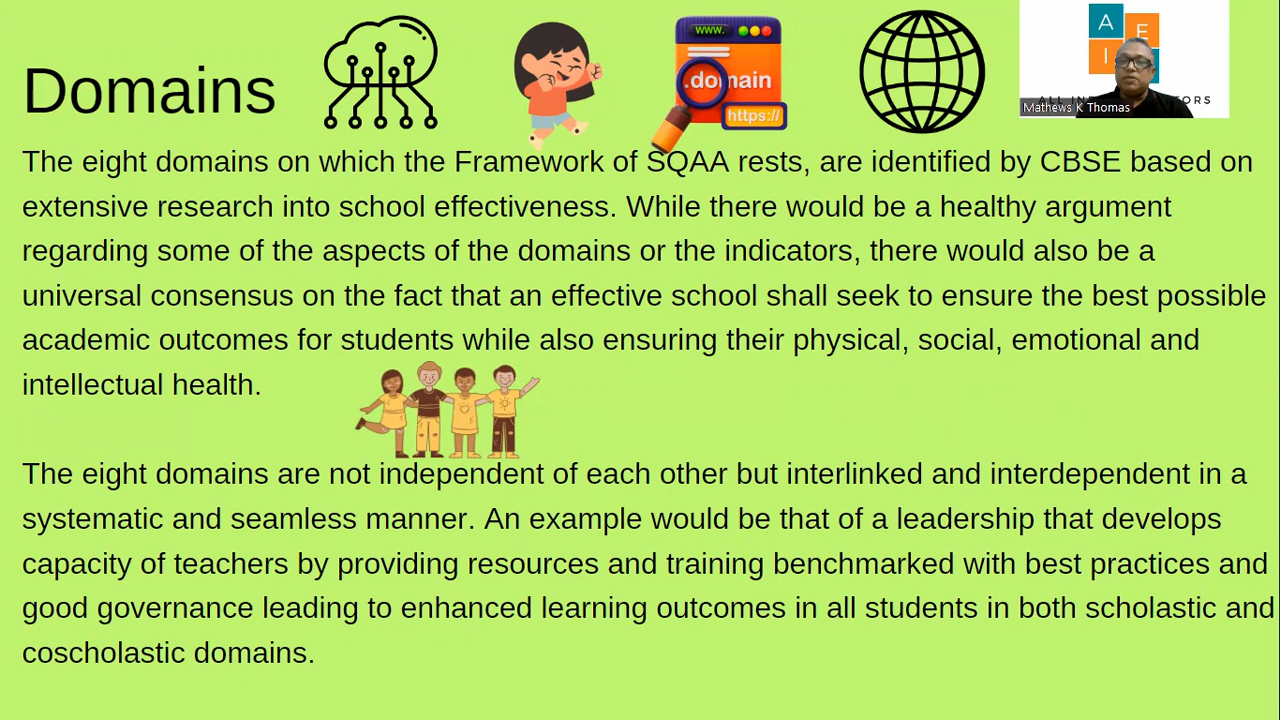 Domains
WWW.
.domain
https://
A
E
I
Mathews K Thomas
ORS
The eight domains on which the Framework of SQAA rests, are identified by CBSE based on
extensive research into school effectiveness. While there would be a healthy argument
regarding some of the aspects of the domains or the indicators, there would also be a
universal consensus on the fact that an effective school shall seek to ensure the best possible
academic outcomes for students while also ensuring their physical, social, emotional and
intellectual health.
The eight domains are not independent of each other but interlinked and interdependent in a
systematic and seamless manner. An example would be that of a leadership that develops
capacity of teachers by providing resources and training benchmarked with best practices and
good governance leading to enhanced learning outcomes in all students in both scholastic and
coscholastic domains.